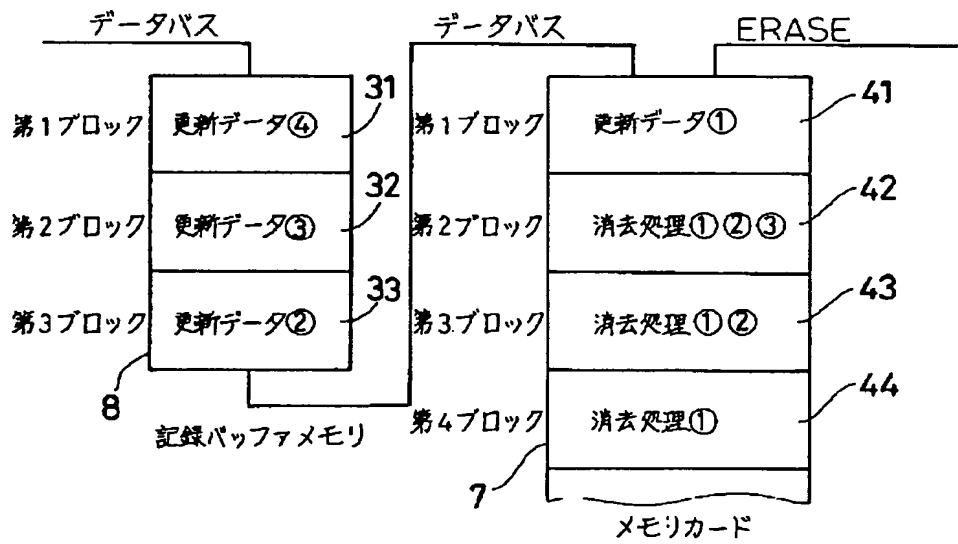 データバス
データバス
ERASE
31
第1ブロック
更新データ④
32
第2ブロック
更新データ③
33
第3ブロック
更新データ②
8
記録バッファメモリ
41
第1ブロック
更新データ①
42
第2ブロック
消去処理①②③
43
第3.ブロック
消去処理①②
44
第4ブロック
消去処理①
7
メモリカード